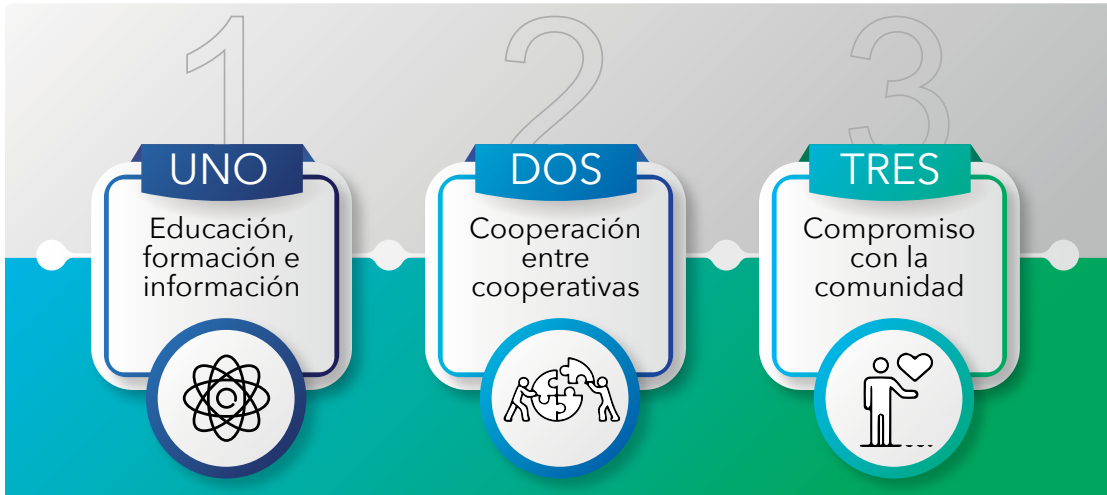 1
UNO
Educación,
formación e
información
2
DOS
Cooperación
entre
cooperativas
3
TRES
Compromiso
con la
comunidad